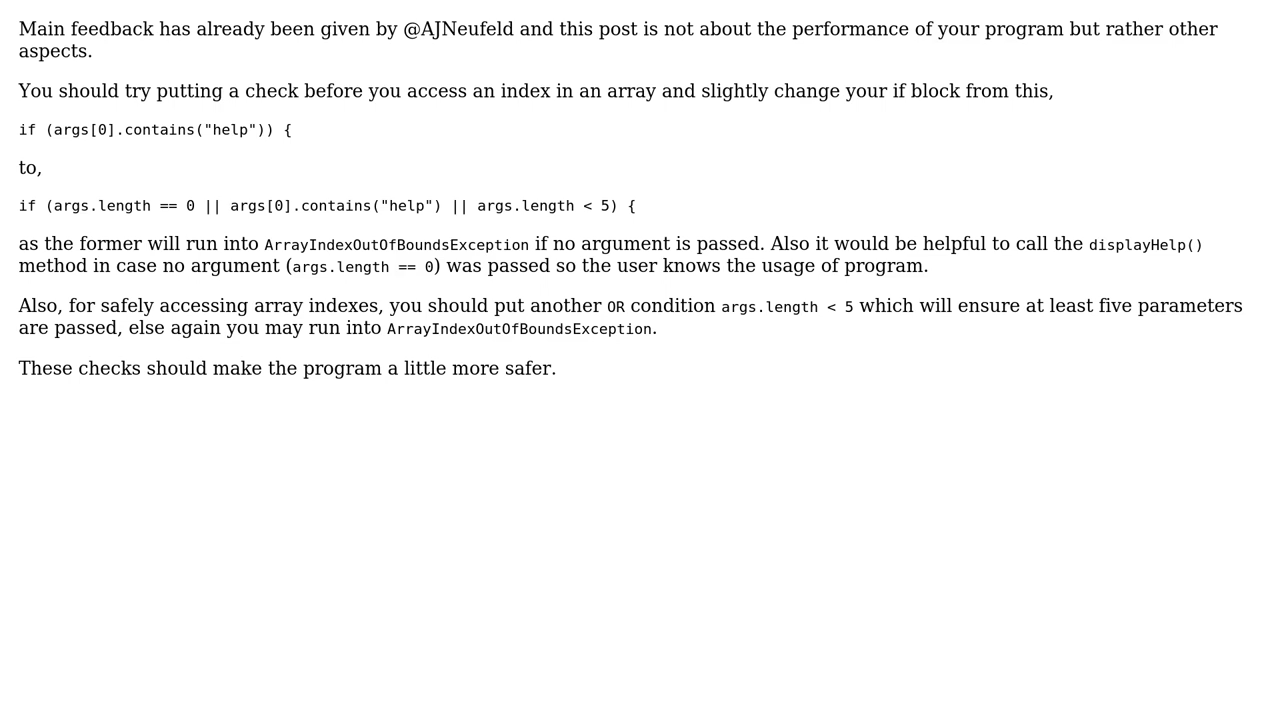 Main feedback has already been given by @AJNeufeld and this post is not about the performance of your program but rather other
aspects.
You should try putting a check before you access an index in an array and slightly change your if block from this,
if (args[0].contains("help")) {
to,
if (args.length == 0 || args[0].contains("help") || args.length < 5) {
as the former will run into ArrayIndexOutOfBoundsException if no argument is passed. Also it would be helpful to call the displayHelp()
method in case no argument (args.length == 0) was passed so the user knows the usage of program.
Also, for safely accessing array indexes, you should put another OR condition args.length < 5 which will ensure at least five parameters
are passed, else again you may run into ArrayIndexOutOfBoundsException.
These checks should make the program a little more safer.